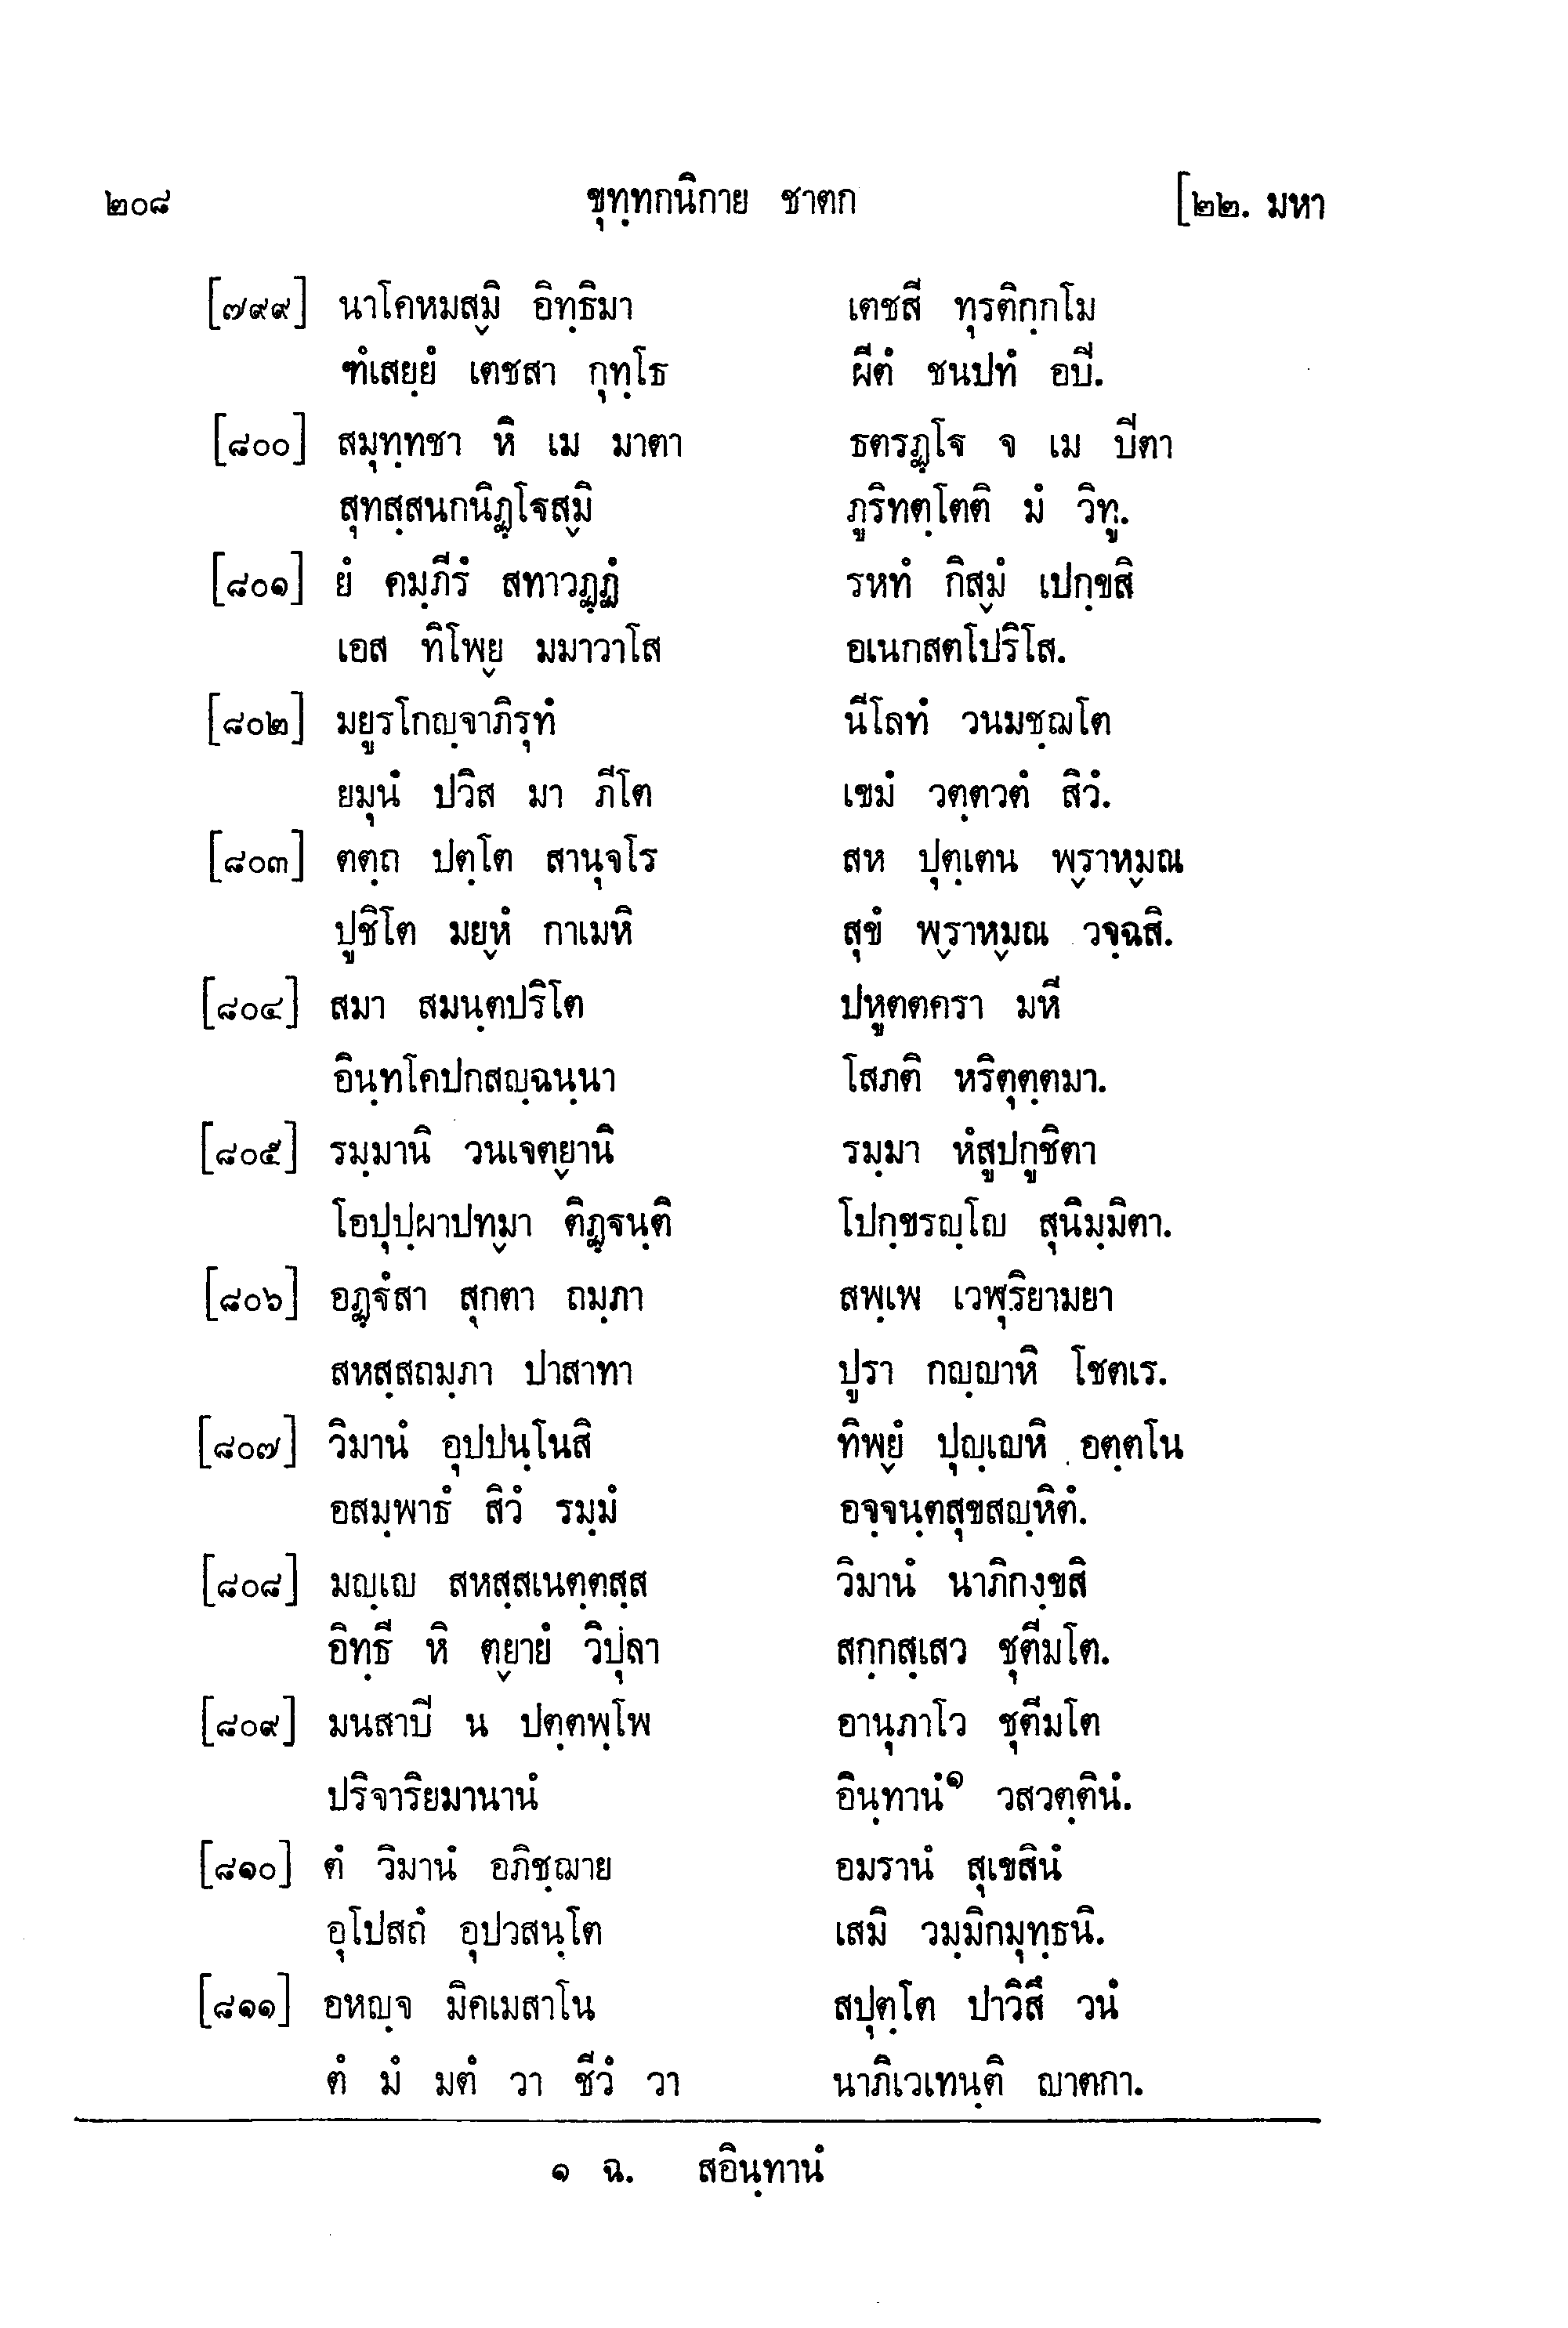 ๒๐๘ ขุทฺทกนิกาย ชาตก [๒๒. มหา
[๗๙๙] นาโคหมสฺมิ อิทฺธิมา เตชสี ทุรติกฺกโม
ฑํเสยฺยํ เตชสา กุทฺโธ ผีตํ ชนปทํ อปิ.
[๘๐๐] สมุทฺทชา หิ เม มาตา ธตรฏฺโฐ จ เม ปิตา
สุทสฺสนกนิฏฺโฐสฺมิ ภูริทตฺโตติ มํ วิทู.
[๘๐๑] ยํ คมฺภีรํ สทาวฏฺฏํ รหทํ กิสฺมํ เปกฺขสิ
เอส ทิโพฺย มมาวาโส อเนกสตโปริโส.
[๘๐๒] มยูรโกญฺจาภิรุทํ นีโลทํ วนมชฺฌโต
ยมุนํ ปวิส มา ภีโต เขมํ วตฺตวตํ สิวํ.
[๘๐๓] ตตฺถ ปตฺโต สานุจโร สห ปุตฺเตน พฺราหฺมณ
ปูชิโต มยฺหํ กาเมหิ สุขํ พฺราหฺมณ วจฺฉสิ.
[๘๐๔] สมา สมนฺตปริโต ปหูตตครา มหี
อินฺทโคปกสญฺฉนฺนา โสภติ หริตุตฺตมา.
[๘๐๕] รมฺมานิ วนเจตฺยานิ รมฺมา หํสูปกูชิตา
โอปุปฺผาปทฺมา ติฏฺฐนฺติ โปกฺขรญฺโญ สุนิมฺมิตา.
[๘๐๖] อฏฺฐํสา สุกตา ถมฺภา สพฺเพ เวฬุริยามยา
สหสฺสถมฺภา ปาสาทา ปูรา กญฺญาหิ โชตเร.
[๘๐๗] วิมานํ อุปปนฺโนสิ ทิพฺยํ ปุญฺเญหิ อตฺตโน
อสมฺพาธํ สิวํ รมฺมํ อจฺจนฺตสุขสญฺหิตํ.
[๘๐๘] มญฺเญ สหสฺสเนตฺตสฺส วิมานํ นาภิกงฺขสิ
อิทฺธี หิ ตฺยายํ วิปุลา สกฺกสฺเสว ชุตีมโต.
[๘๐๙] มนสาปิ น ปตฺตพฺโพ อานุภาโว ชุตีมโต
ปริจาริยมานานํ อินฺทานํ๑ วสวตฺตินํ.
[๘๑๐] ตํ วิมานํ อภิชฺฌาย อมรานํ สุเขสินํ
อุโปสถํ อุปวสนฺโต เสมิ วมฺมิกมุทฺธนิ.
[๘๑๑] อหญฺจ มิคเมสาโน สปุตฺโต ปาวิสึ วนํ
ตํ มํ มตํ วา ชีวํ วา นาภิเวเทนฺติ ญาตกา.
๑ ฉ. สอินฺทานํ